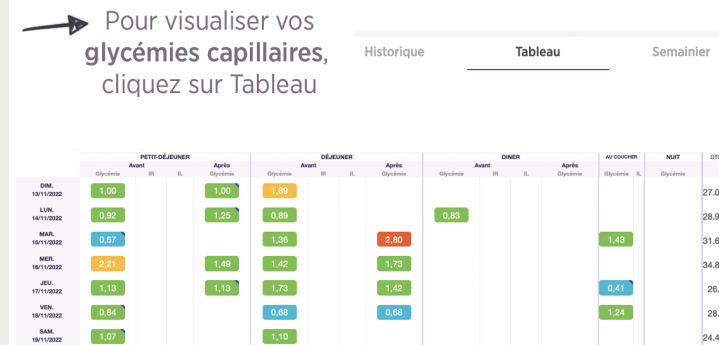 Pour visualiser vos
glycémies capillaires,
cliquez sur Tableau
Historique Tableau Semainier
PETIT-DÉJEUNER DÉJEUNER DINER AU COUCHER NUIT
Avant Après Avant Après Avant Après
Glycémie IR IL Glycémie Glycémie IR IL Glycémie Glycémie IR IL Glycémie Glycémie IL Glycémie
DIM.
13/11/2022 1,00 1,00 1,89 27.0
LUN.
14/11/2022 0,92 1,25 0,89 0,83 28.9
MAR.
15/11/2022 0,67 1,36 2,80 1,43 31.6
MER.
16/11/2022 2,21 1,49 1,42 1,73 34.8
JEU.
17/11/2022 1,13 1,13 1,73 1,42 0,41 26.
VEN.
18/11/2022 0,84 0,68 0,68 1,24 28.
SAM.
19/11/2022 1,07 1,10 24.4